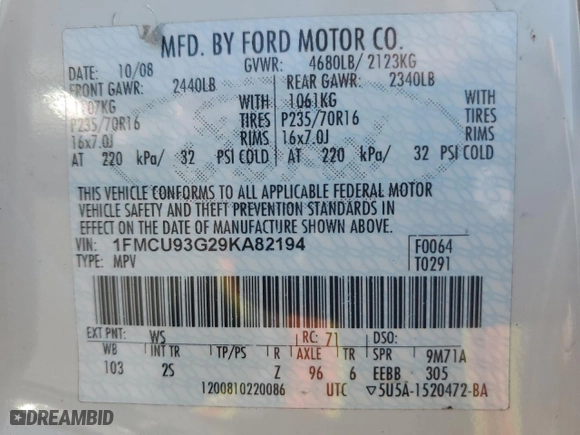 MFD. BY FORD MOTOR CO.
DATE: 10/08 GVWR: 4680LB/ 2123KG
FRONT GAWR: 2440LB REAR GAWR: 2340LB
1107KG WITH 1061KG WITH
P235/70R16 TIRES P235/70R16 TIRES
16x7.0J RIMS 16x7.0J RIMS
AT 220 kPa/ 32 PSI COLD AT 220 kPa/ 32 PSI COLD
THIS VEHICLE CONFORMS TO ALL APPLICABLE FEDERAL MOTOR
VEHICLE SAFETY AND THEFT PREVENTION STANDARDS IN
EFFECT ON THE DATE OF MANUFACTURE SHOWN ABOVE.
VIN: 1FMCU93G29KA82194 F0064
TYPE: MPV T0291
EXT PNT: WS RC: 71 DSO:
WB INT TR TP/PS R AXLE TR SPR 9M71A
103 2S Z 96 6 EEBB 305
1200810220086 UTC ▽5U5A-1520472-BA
DREAMBID